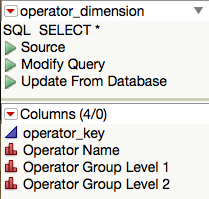 operator_dimension
SQL SELECT *
Source
Modify Query
Update From Database
Columns (4/0)
operator_key
Operator Name
Operator Group Level 1
Operator Group Level 2